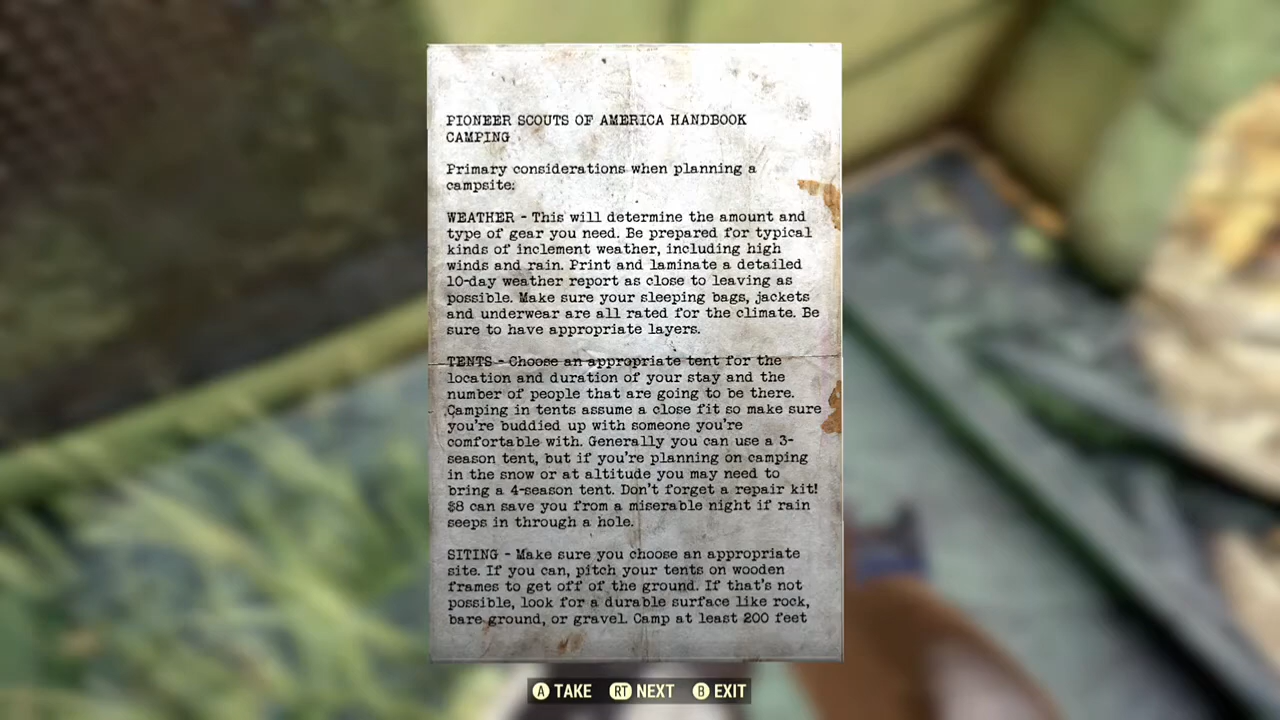 PIONEER SCOUTS OF AMERICA HANDBOOK
CAMPING
Primary considerations when planning a
campsite:
WEATHER - This will determine the amount and
type of gear you need. Be prepared for typical
kinds of inclement weather, including high
winds and rain. Print and laminate a detailed
10-day weather report as close to leaving as
possible. Make sure your sleeping bags, jackets
and underwear are all rated for the climate. Be
sure to have appropriate layers.
TENTS - Choose an appropriate tent for the
location and duration of your stay and the
number of people that are going to be there.
Camping in tents assume a close fit so make sure
you're buddied up with someone you're
comfortable with. Generally you can use a 3-
season tent, but if you're planning on camping
in the snow or at altitude you may need to
bring a 4-season tent. Don't forget a repair kit!
$8 can save you from a miserable night if rain
seeps in through a hole.
SITING - Make sure you choose an appropriate
site. If you can, pitch your tents on wooden
frames to get off of the ground. If that's not
possible, look for a durable surface like rock,
bare ground, or gravel. Camp at least 200 feet
A TAKE RT NEXT B EXIT